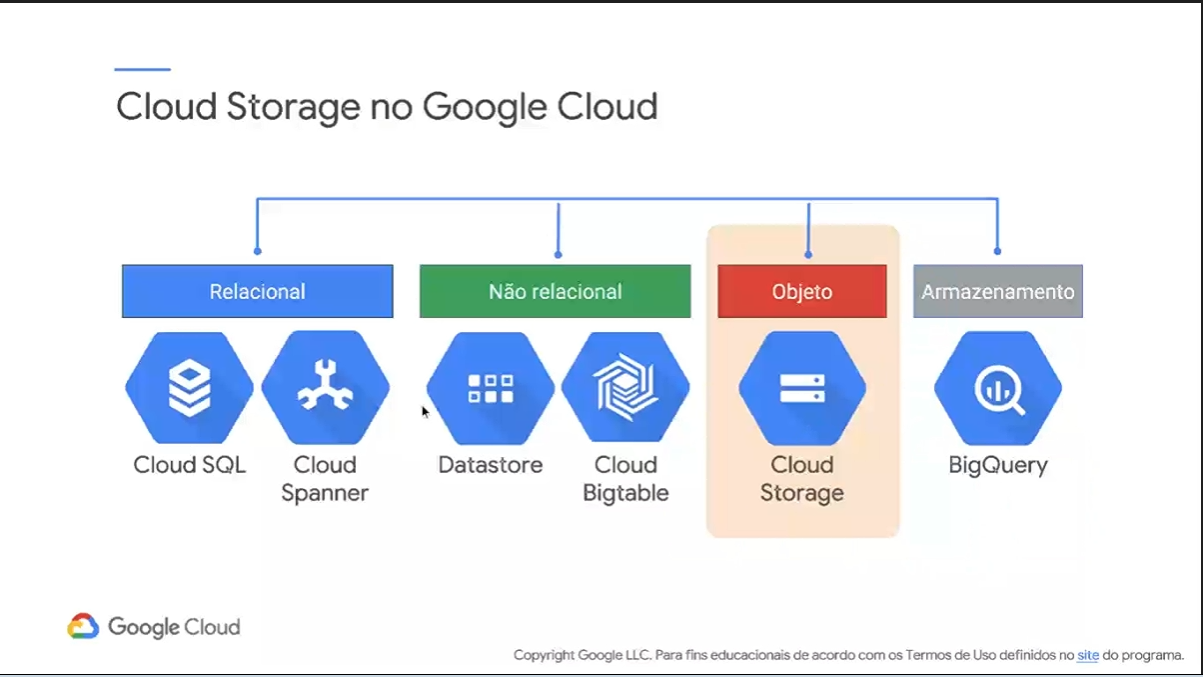 Cloud Storage no Google Cloud
Relacional
Não relacional
Objeto
Armazenamento
Cloud SQL
Cloud
Spanner
Datastore
Cloud
Bigtable
Cloud
Storage
BigQuery
Google Cloud
Copyright Google LLC. Para fins educacionais de acordo com os Termos de Uso definidos no site do programa.